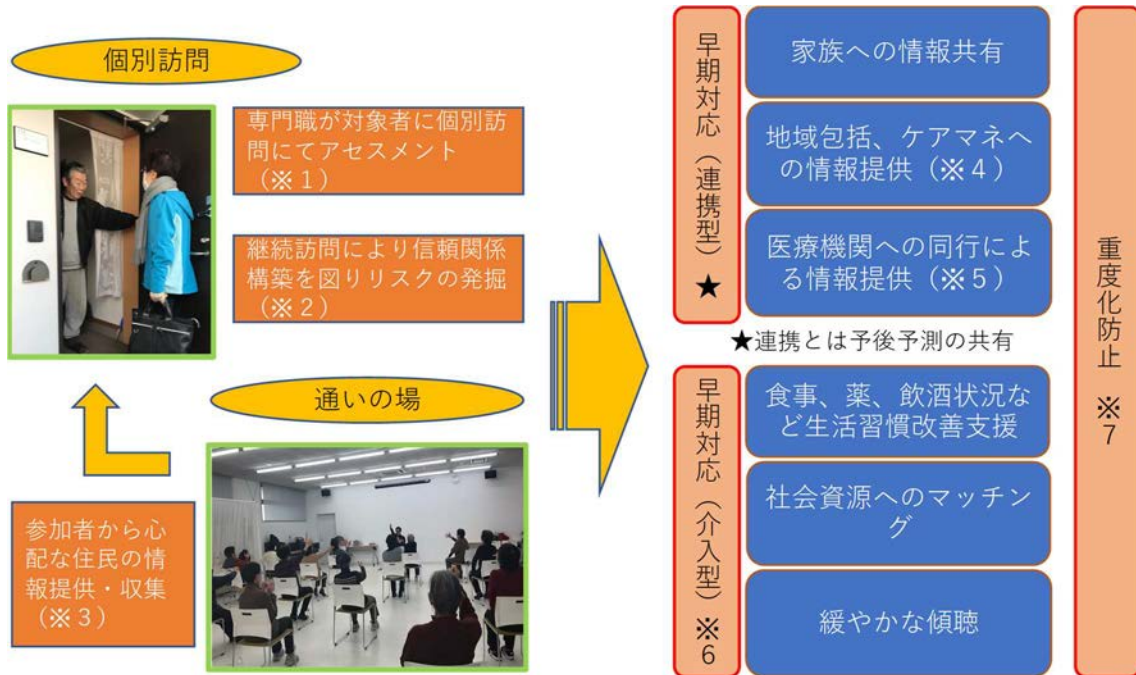 個別訪問
専門職が対象者に個別訪
問にてアセスメント
（※１）
継続訪問により信頼関係
構築を図りリスクの発掘
（※２）
通いの場
参加者から心
配な住民の情
報提供・収集
（※３）
早期対応（連携型）★
家族への情報共有
地域包括、ケアマネへ
の情報提供（※４）
医療機関への同行によ
る情報提供（※５）
★連携とは予後予測の共有
早期対応（介入型）※6
食事、薬、飲酒状況な
ど生活習慣改善支援
社会資源へのマッチン
グ
緩やかな傾聴
重度化防止　※7